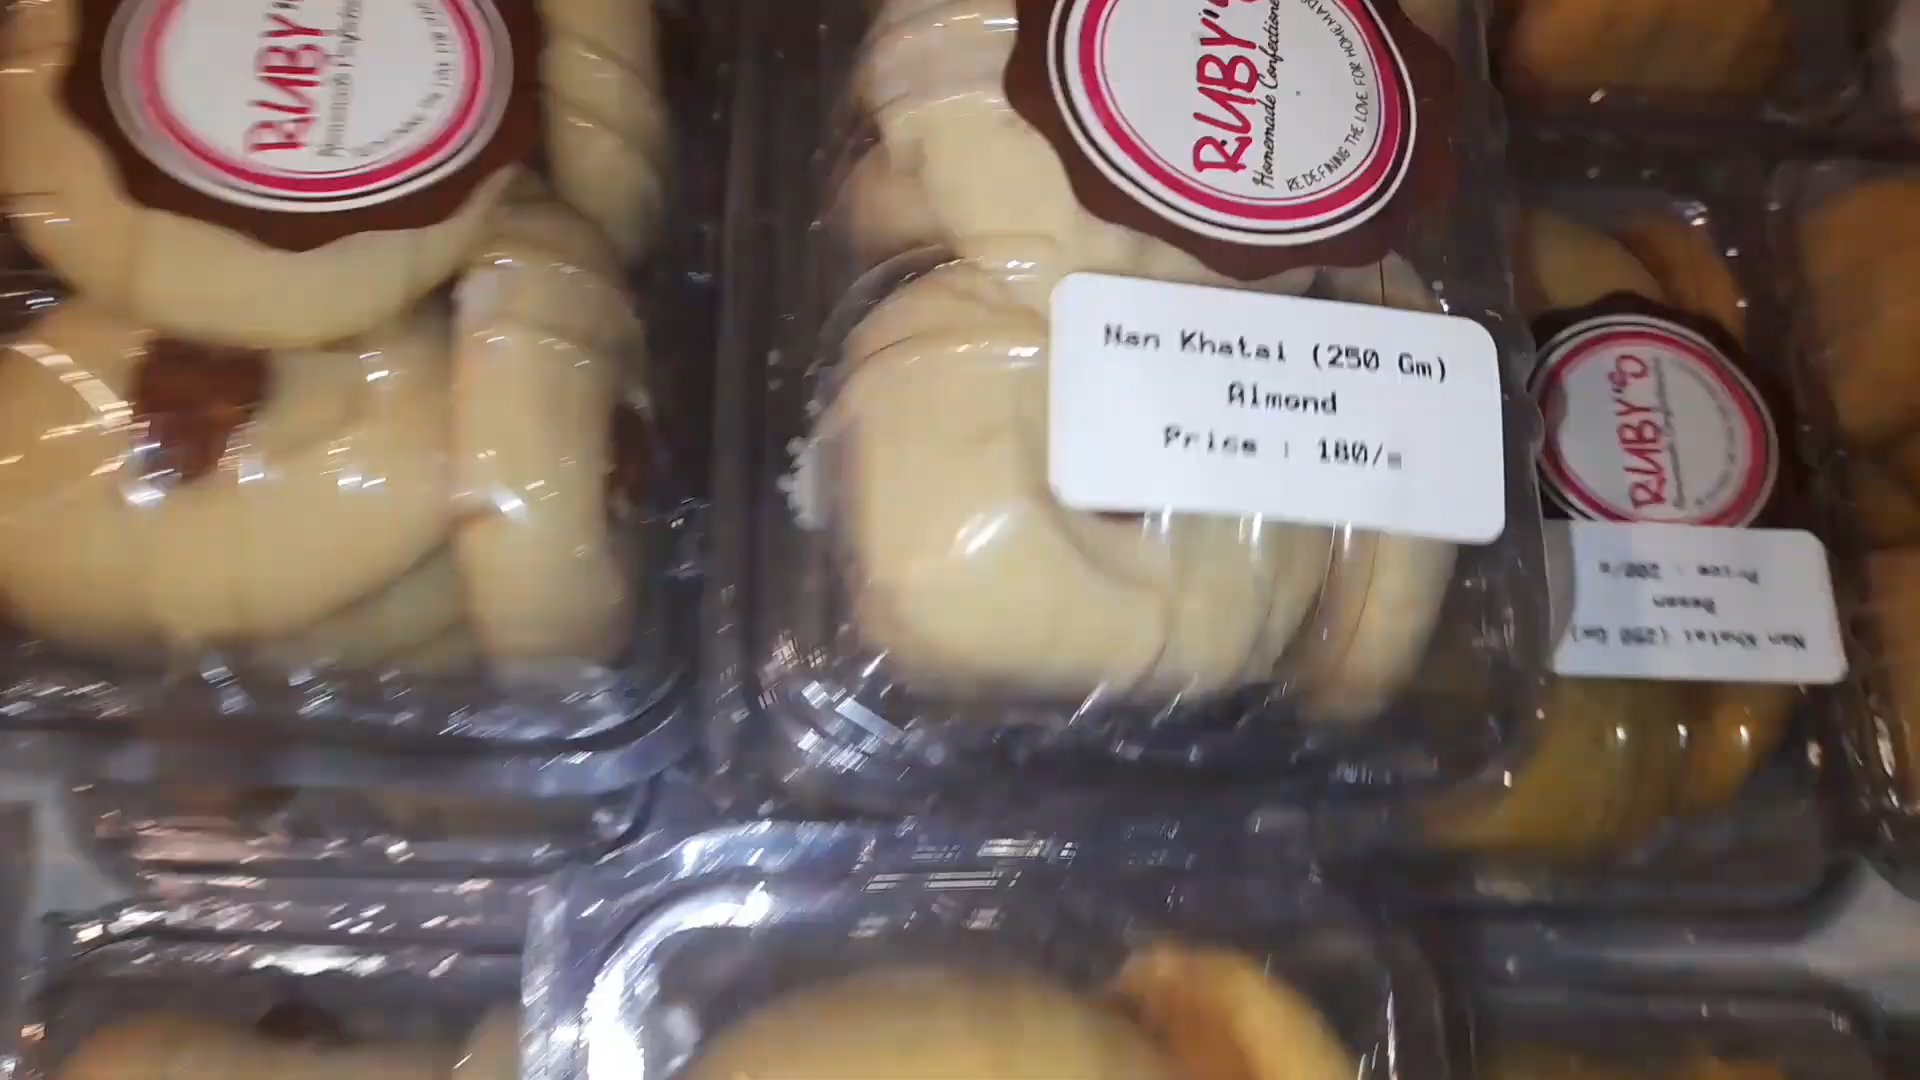 RUBY'S
RUBY'S
Homemade Confections
REDEFINING THE LOVE FOR HOMEMADE
Nan Khatai (250 Gm)
Almond
Price : 180/=
RUBY'S
Nan Khatai (250 Gm)
Besan
Price : 200/=